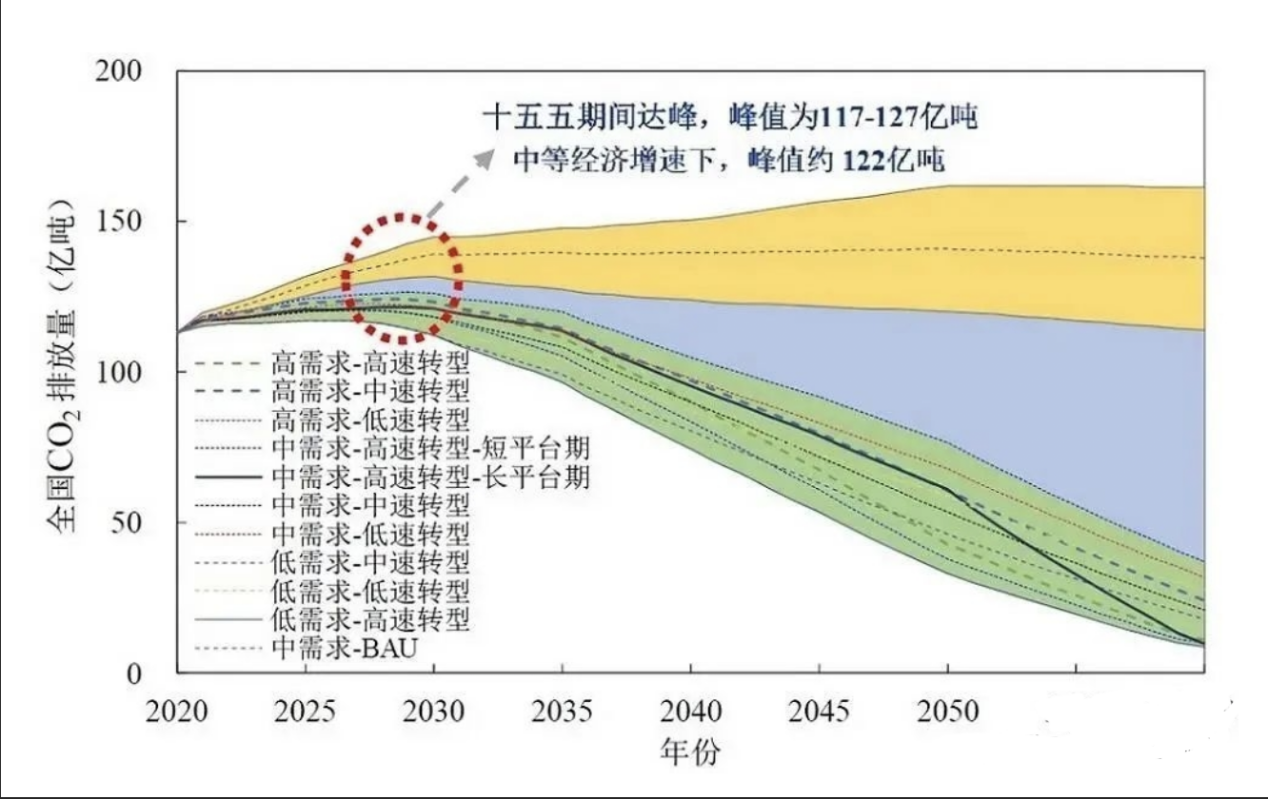 200
十五五期间达峰，峰值为117-127亿吨
中等经济增速下，峰值约 122亿吨
150
全国CO2排放量（亿吨）
100
高需求-高速转型
高需求-中速转型
高需求-低速转型
中需求-高速转型-短平台期
中需求-高速转型-长平台期
50
中需求-中速转型
中需求-低速转型
低需求-中速转型
低需求-低速转型
低需求-高速转型
中需求-BAU
0
2020 2025 2030 2035 2040 2045 2050
年份